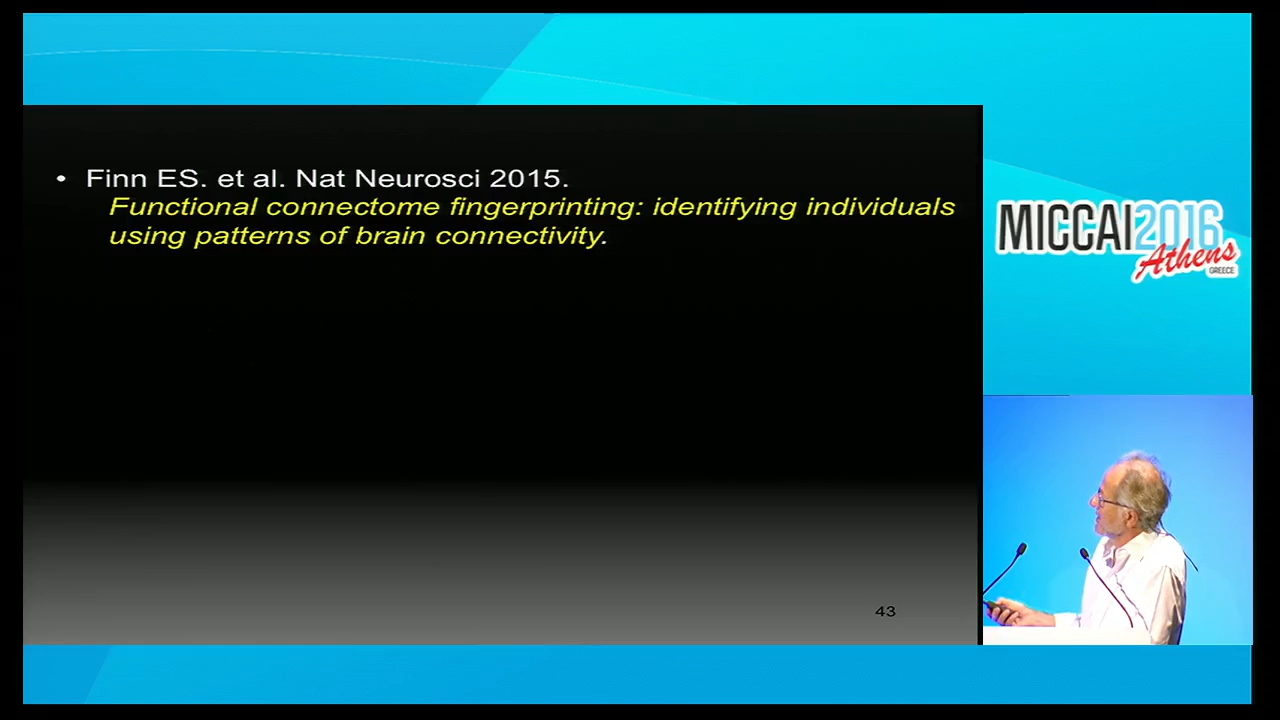 • Finn ES. et al. Nat Neurosci 2015.
Functional connectome fingerprinting: identifying individuals
using patterns of brain connectivity.
43
MICCAI2016
Athens
GREECE